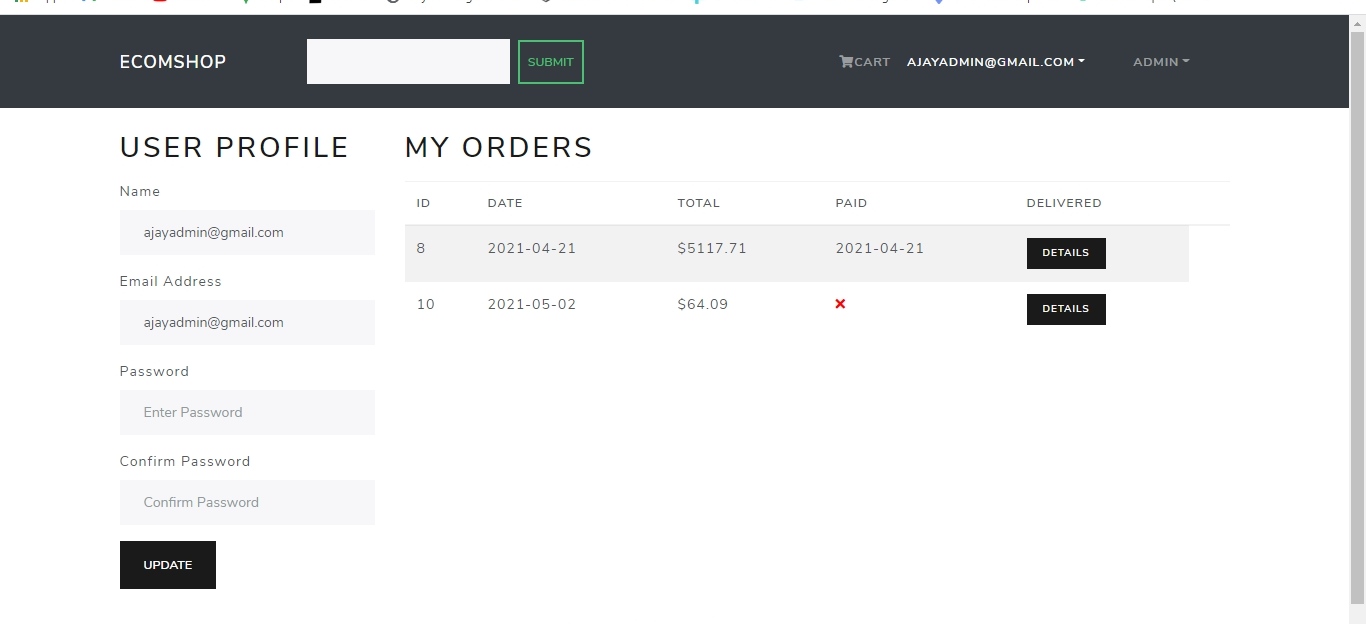 ECOMSHOP SUBMIT CART AJAYADMIN@GMAIL.COM ADMIN
USER PROFILE
Name
ajayadmin@gmail.com
Email Address
ajayadmin@gmail.com
Password
Enter Password
Confirm Password
Confirm Password
UPDATE
MY ORDERS
ID DATE TOTAL PAID DELIVERED
8 2021-04-21 $5117.71 2021-04-21 DETAILS
10 2021-05-02 $64.09 DETAILS